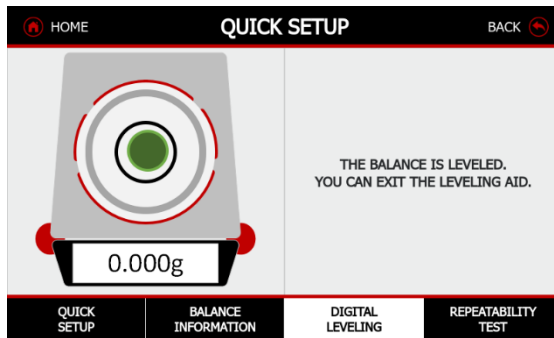 HOME
QUICK SETUP
BACK
THE BALANCE IS LEVELED.
YOU CAN EXIT THE LEVELING AID.
0.000g
QUICK
SETUP
BALANCE
INFORMATION
DIGITAL
LEVELING
REPEATABILITY
TEST